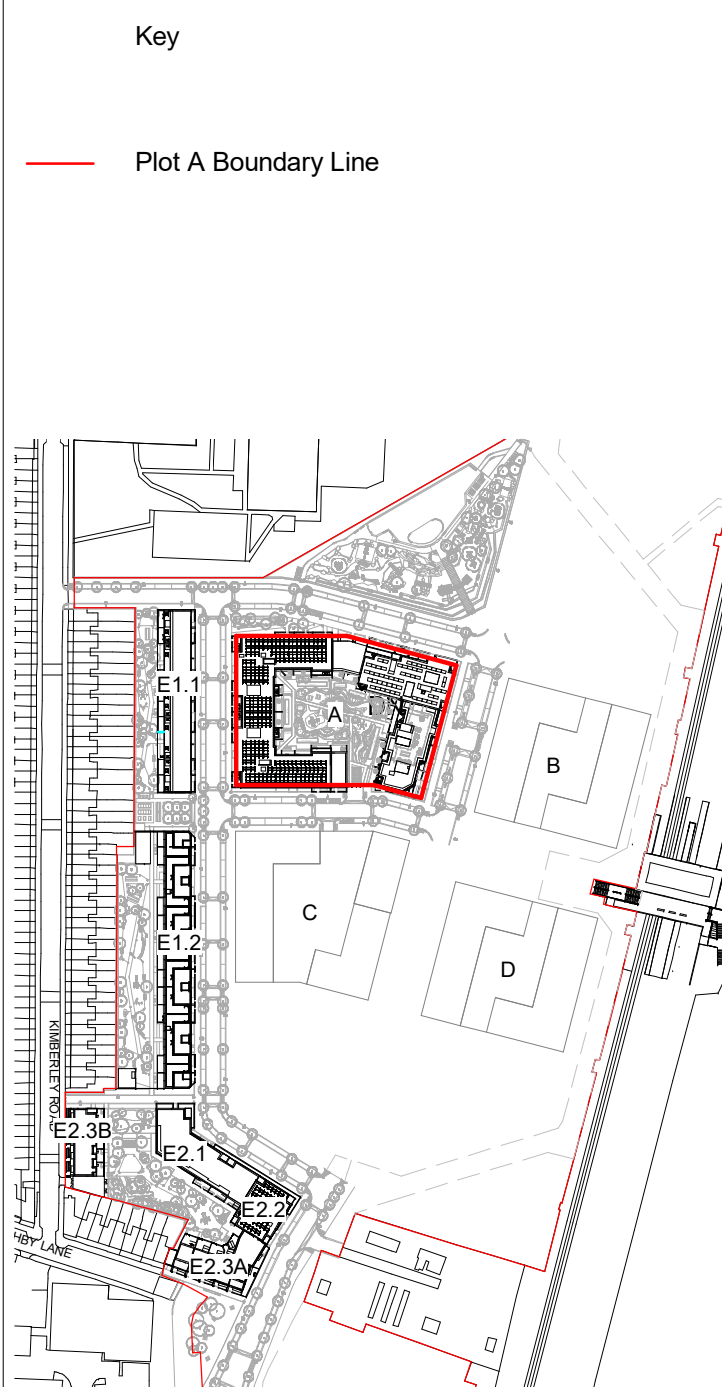 Key
Plot A Boundary Line
E1.1
A
B
C
E1.2
D
KIMBERLEY ROAD
E2.3B
E2.1
E2.2
HBY LANE
E2.3A